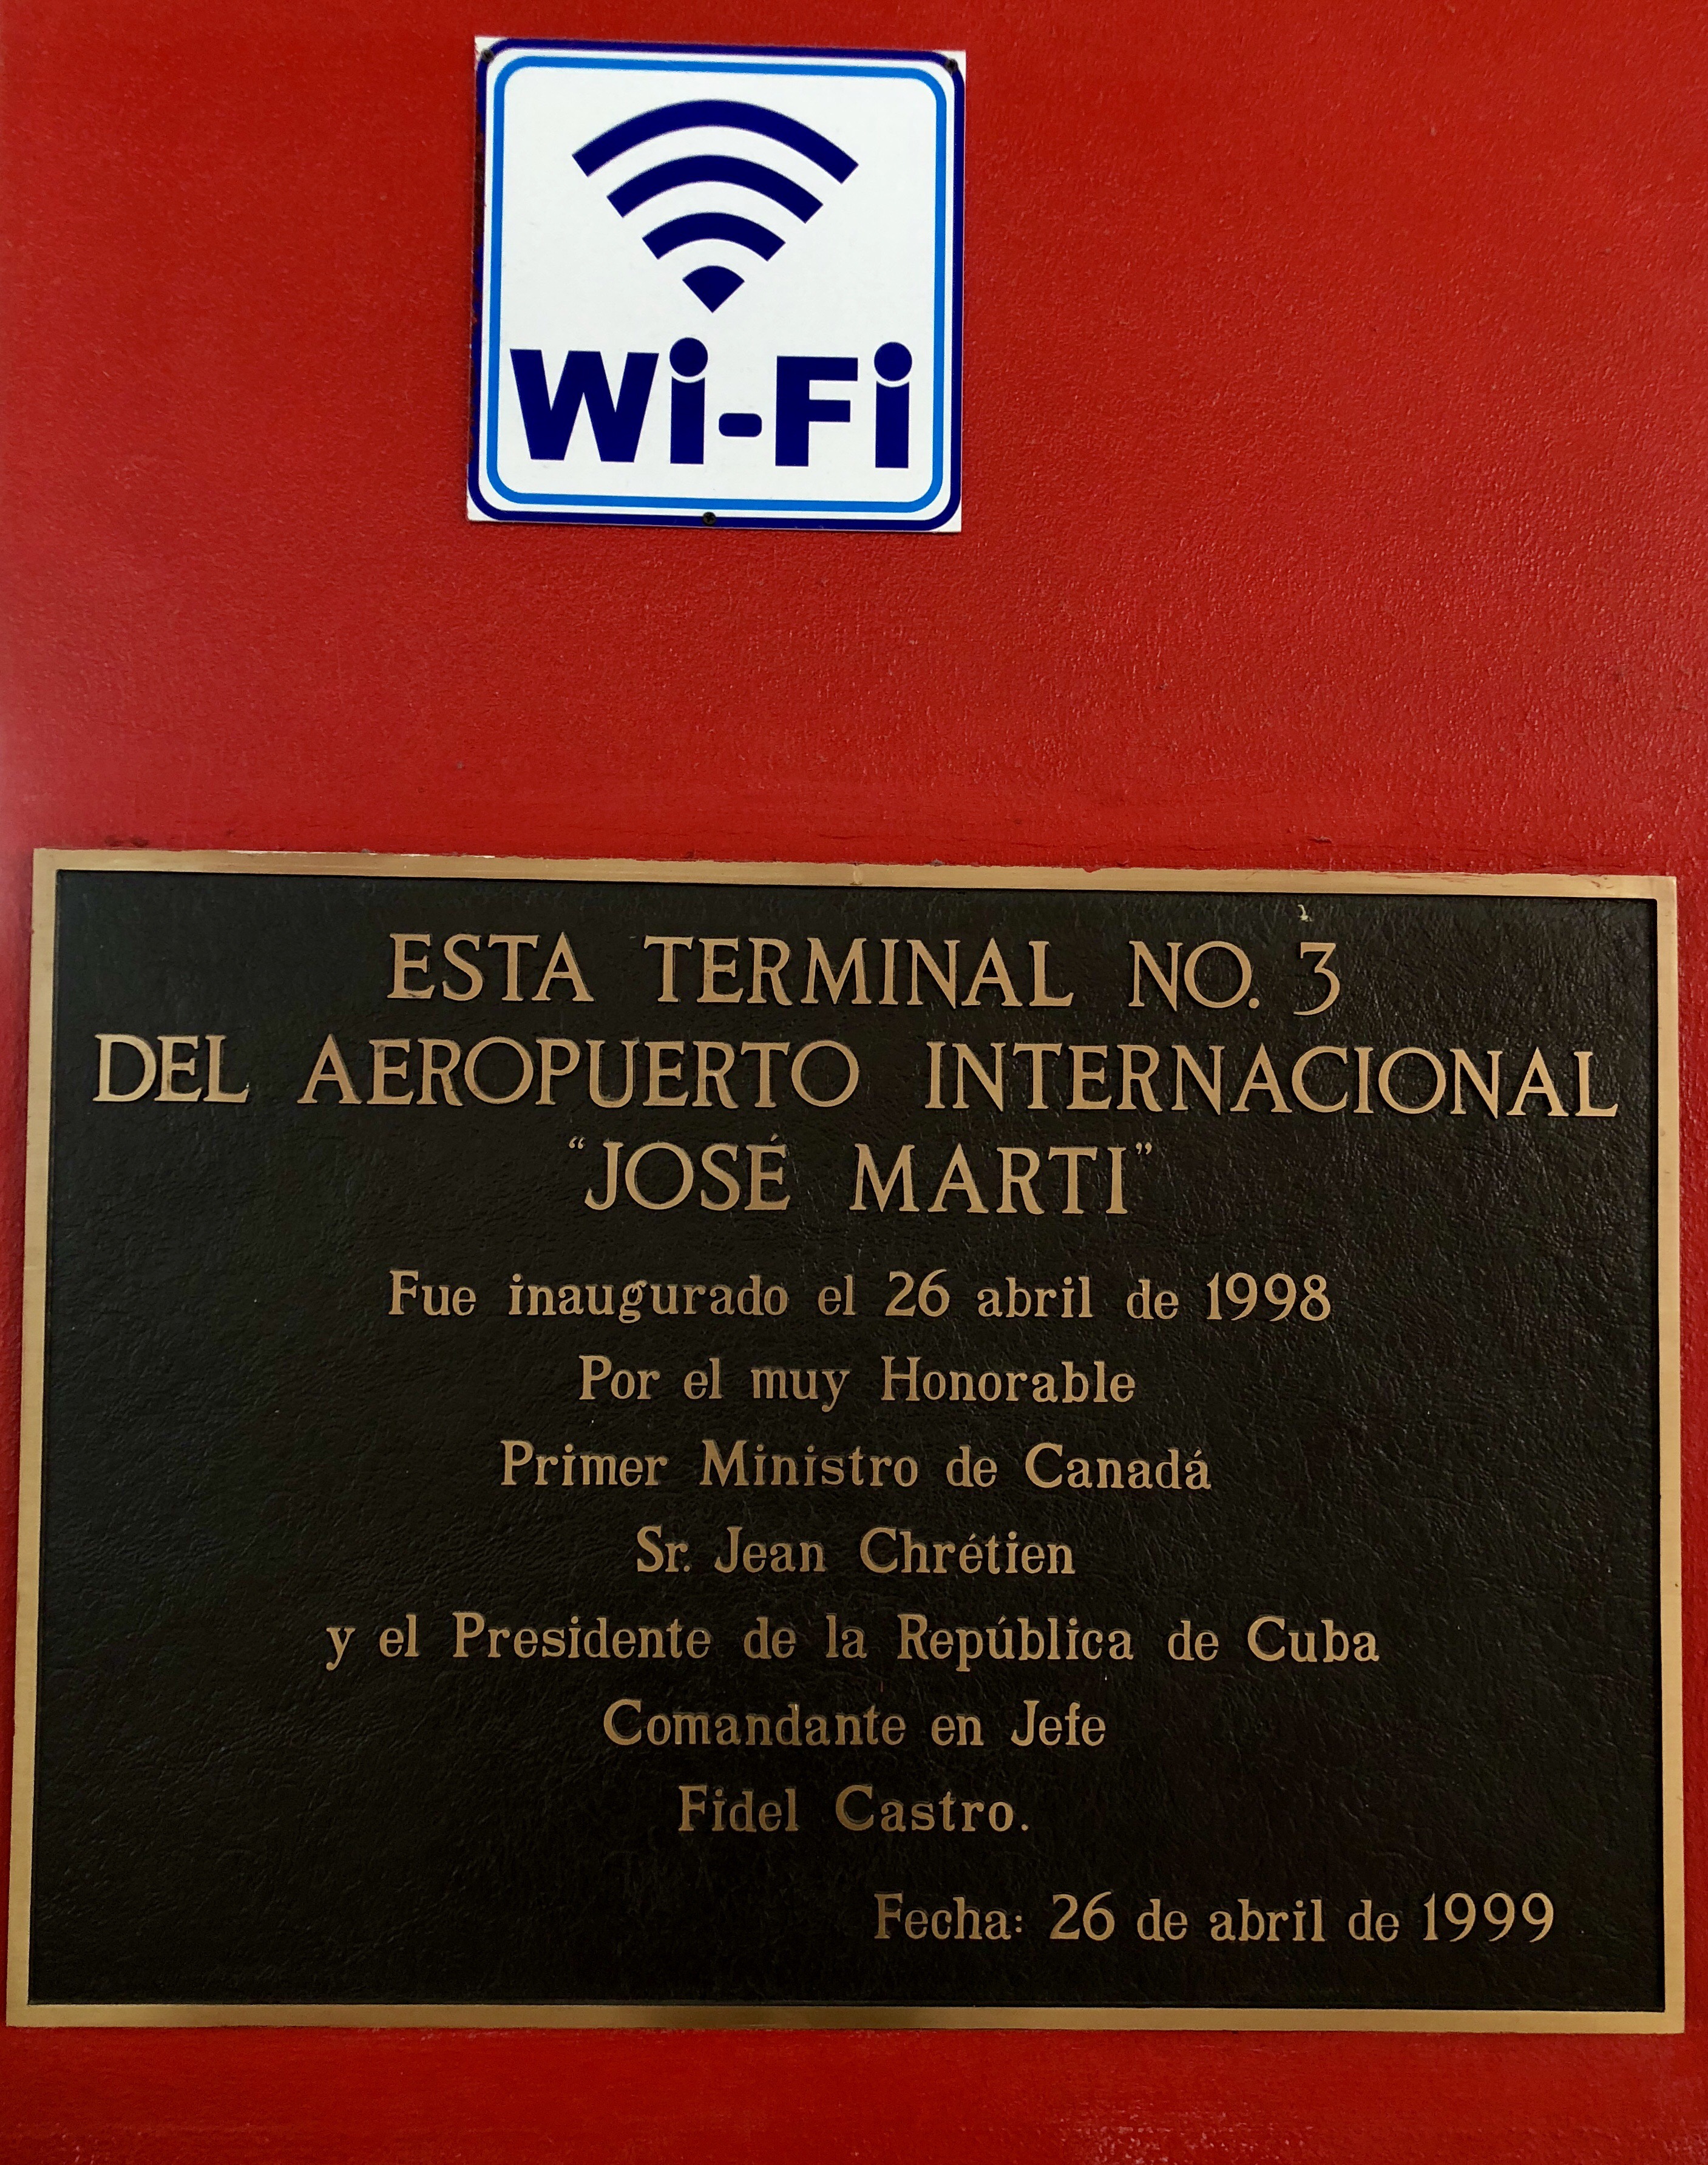 Wi-Fi
ESTA TERMINAL NO. 3
DEL AEROPUERTO INTERNACIONAL
“JOSÉ MARTI”
Fue inaugurado el 26 abril de 1998
Por el muy Honorable
Primer Ministro de Canadá
Sr. Jean Chrétien
y el Presidente de la República de Cuba
Comandante en Jefe
Fidel Castro.
Fecha: 26 de abril de 1999